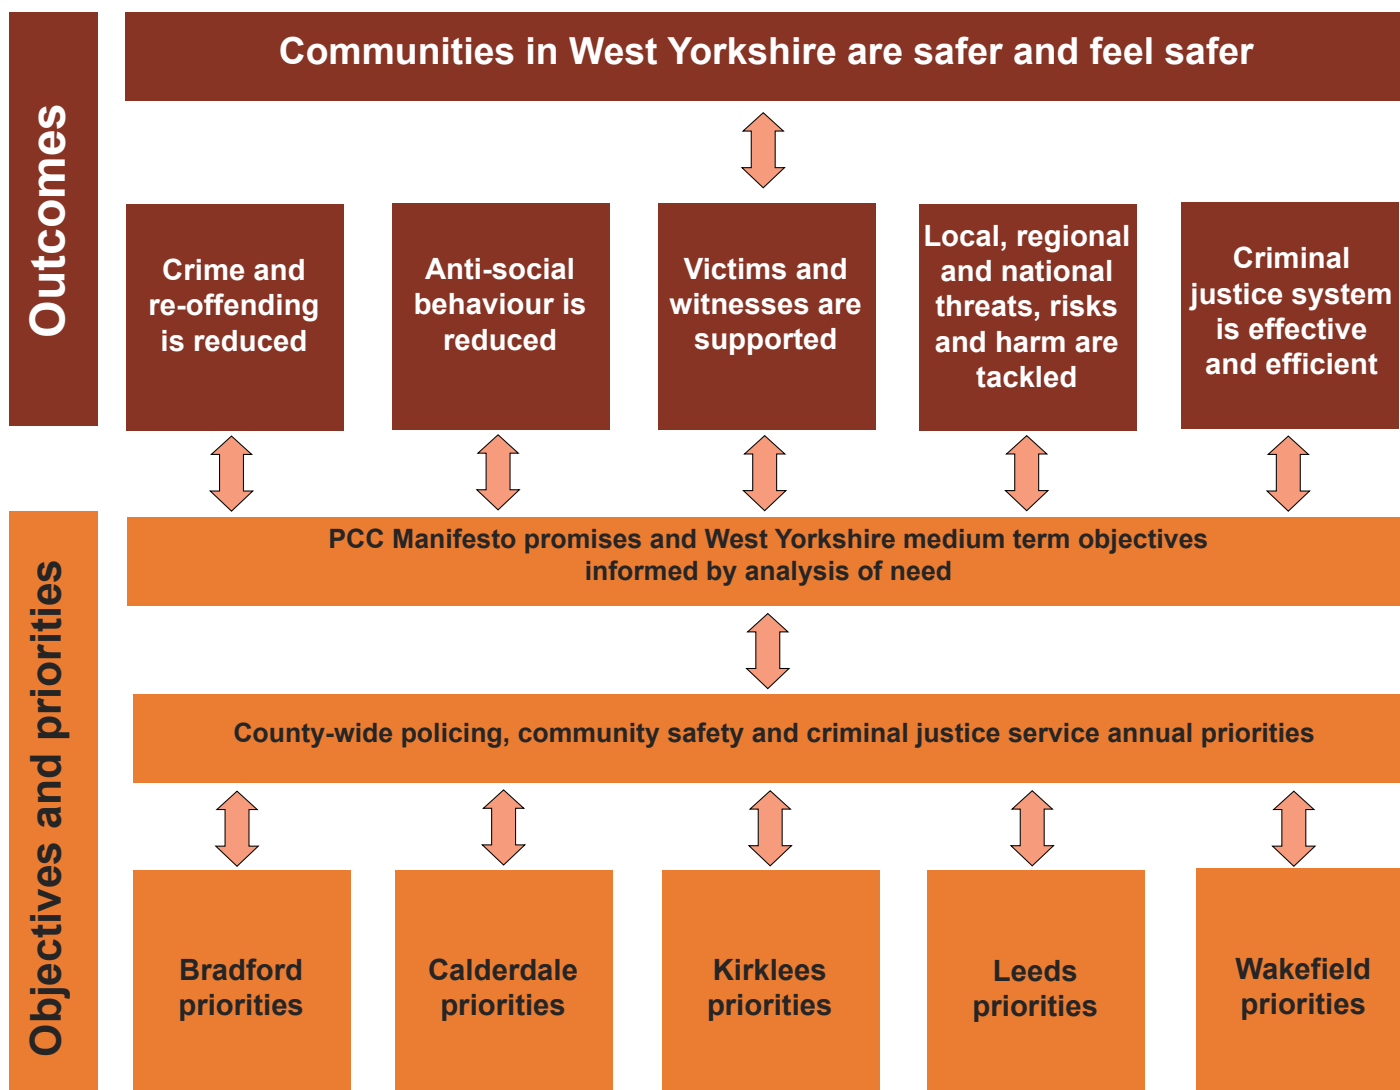 Outcomes
Communities in West Yorkshire are safer and feel safer
Crime and
re-offending
is reduced
Anti-social
behaviour is
reduced
Victims and
witnesses are
supported
Local, regional
and national
threats, risks
and harm are
tackled
Criminal
justice system
is effective
and efficient
Objectives and priorities
PCC Manifesto promises and West Yorkshire medium term objectives
informed by analysis of need
County-wide policing, community safety and criminal justice service annual priorities
Bradford
priorities
Calderdale
priorities
Kirklees
priorities
Leeds
priorities
Wakefield
priorities